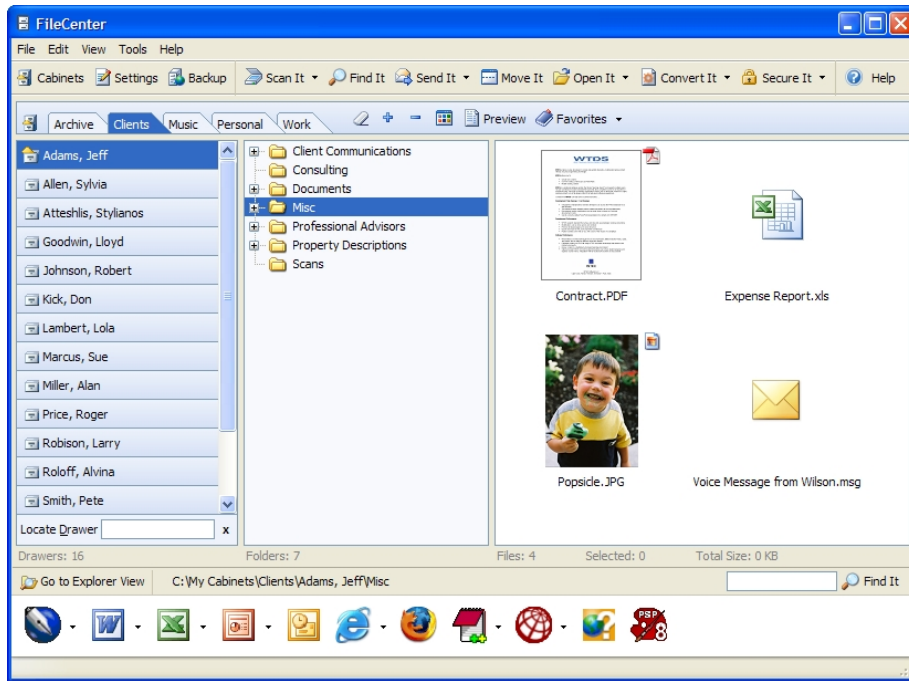 FileCenter
File Edit View Tools Help
Cabinets Settings Backup Scan It Find It Send It Move It Open It Convert It Secure It Help
Archive Clients Music Personal Work Preview Favorites
Adams, Jeff
Allen, Sylvia
Atteshlis, Stylianos
Goodwin, Lloyd
Johnson, Robert
Kick, Don
Lambert, Lola
Marcus, Sue
Miller, Alan
Price, Roger
Robison, Larry
Roloff, Alvina
Smith, Pete
Locate Drawer x
Client Communications
Consulting
Documents
Misc
Professional Advisors
Property Descriptions
Scans
WTDS
Contract.PDF Expense Report.xls
Popsicle.JPG Voice Message from Wilson.msg
Drawers: 16 Folders: 7 Files: 4 Selected: 0 Total Size: 0 KB
Go to Explorer View C:\My Cabinets\Clients\Adams, Jeff\Misc Find It
PSP 8